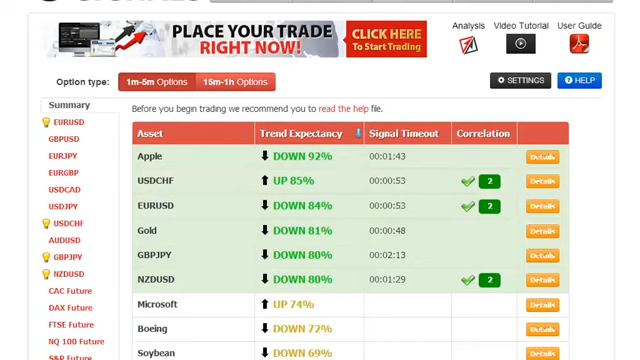 PLACE YOUR TRADE
RIGHT NOW!
CLICK HERE
To Start Trading
Analysis
Video Tutorial
User Guide
Option type:
1m-5m Options
15m-1h Options
SETTINGS
HELP
Summary
EURUSD
GBPUSD
EURJPY
EURGBP
USDCAD
USDJPY
USDCHF
AUDUSD
GBPJPY
NZDUSD
CAC Future
DAX Future
FTSE Future
NQ 100 Future
S&P Future
Before you begin trading we recommend you to read the help file.
Asset Trend Expectancy Signal Timeout Correlation
Apple DOWN 92% 00:01:43 Details
USDCHF UP 85% 00:00:53 2 Details
EURUSD DOWN 84% 00:00:53 2 Details
Gold DOWN 81% 00:00:48 Details
GBPJPY DOWN 80% 00:02:13 Details
NZDUSD DOWN 80% 00:01:29 2 Details
Microsoft UP 74% Details
Boeing DOWN 72% Details
Soybean DOWN 69% Details